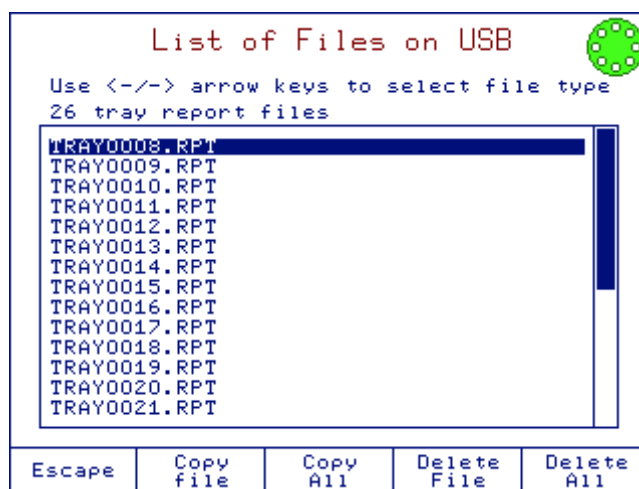 List of Files on USB
Use <-/-> arrow keys to select file type
26 tray report files
TRAY0008.RPT
TRAY0009.RPT
TRAY0010.RPT
TRAY0011.RPT
TRAY0012.RPT
TRAY0013.RPT
TRAY0014.RPT
TRAY0015.RPT
TRAY0016.RPT
TRAY0017.RPT
TRAY0018.RPT
TRAY0019.RPT
TRAY0020.RPT
TRAY0021.RPT
Escape
Copy
file
Copy
All
Delete
File
Delete
All